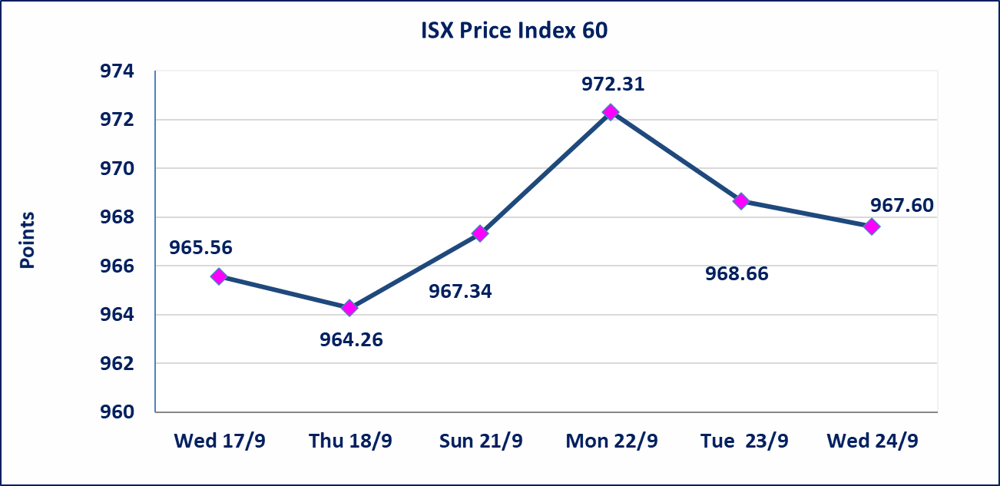 ISX Price Index 60
Points
974
972
970
968
966
964
962
960
965.56
964.26
967.34
972.31
968.66
967.60
Wed 17/9
Thu 18/9
Sun 21/9
Mon 22/9
Tue  23/9
Wed 24/9